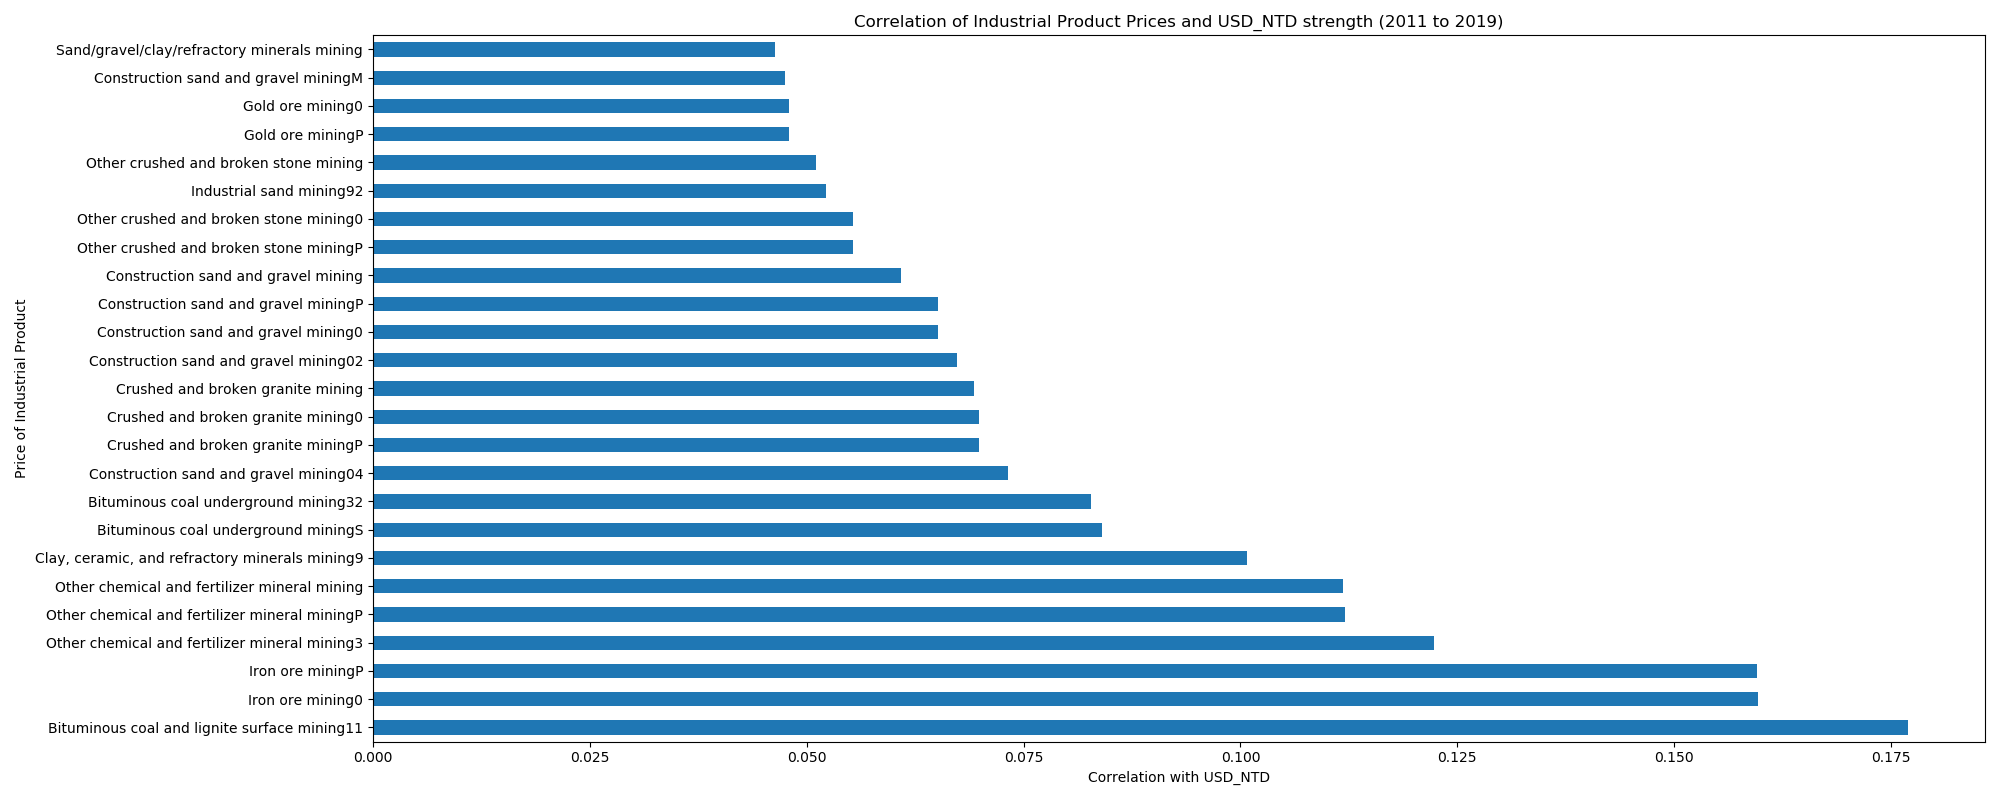 Correlation of Industrial Product Prices and USD_NTD strength (2011 to 2019)
Price of Industrial Product
Sand/gravel/clay/refractory minerals mining
Construction sand and gravel miningM
Gold ore mining0
Gold ore miningP
Other crushed and broken stone mining
Industrial sand mining92
Other crushed and broken stone mining0
Other crushed and broken stone miningP
Construction sand and gravel mining
Construction sand and gravel miningP
Construction sand and gravel mining0
Construction sand and gravel mining02
Crushed and broken granite mining
Crushed and broken granite mining0
Crushed and broken granite miningP
Construction sand and gravel mining04
Bituminous coal underground mining32
Bituminous coal underground miningS
Clay, ceramic, and refractory minerals mining9
Other chemical and fertilizer mineral mining
Other chemical and fertilizer mineral miningP
Other chemical and fertilizer mineral mining3
Iron ore miningP
Iron ore mining0
Bituminous coal and lignite surface mining11
0.000 0.025 0.050 0.075 0.100 0.125 0.150 0.175
Correlation with USD_NTD